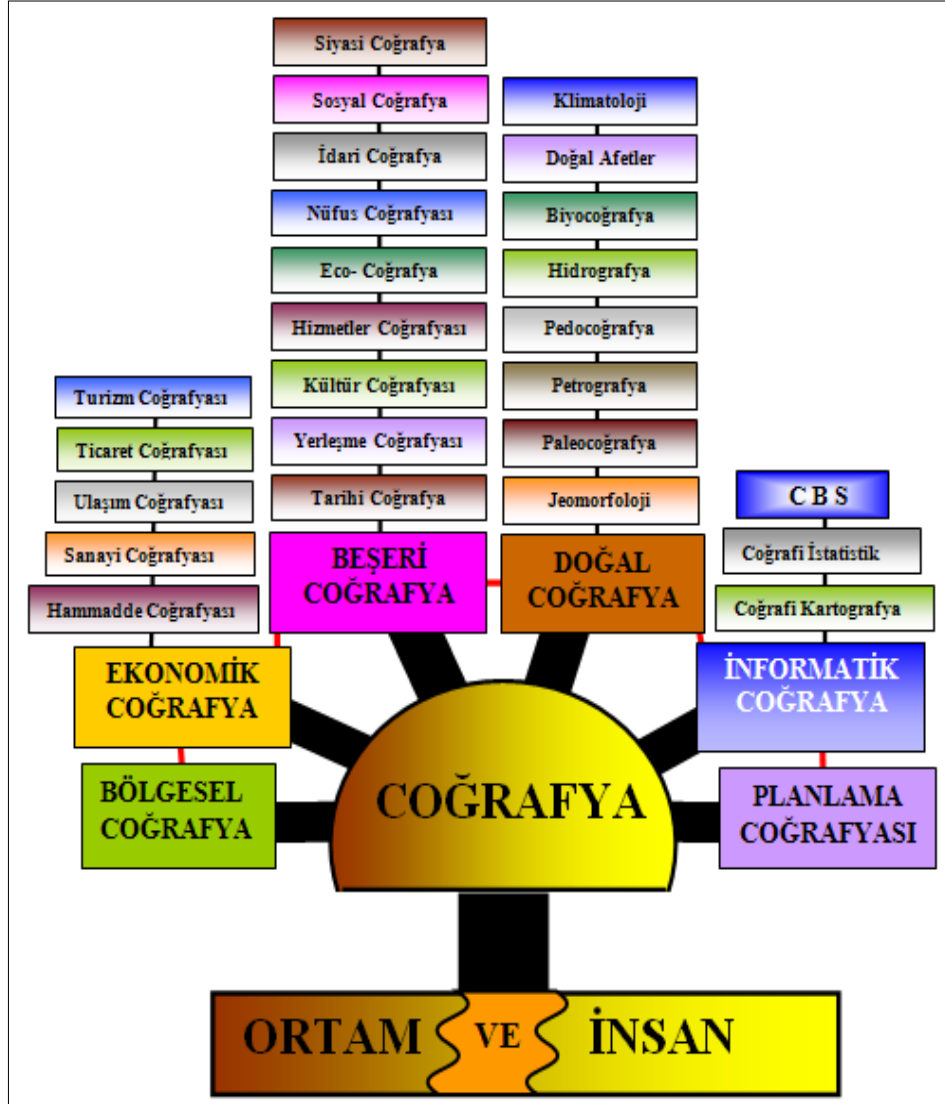 Siyasi Coğrafya
Sosyal Coğrafya
İdari Coğrafya
Nüfus Coğrafyası
Eco- Coğrafya
Hizmetler Coğrafyası
Kültür Coğrafyası
Yerleşme Coğrafyası
Tarihi Coğrafya
BEŞERİ
COĞRAFYA
Klimatoloji
Doğal Afetler
Biyocoğrafya
Hidrografya
Pedocoğrafya
Petrografya
Paleocoğrafya
Jeomorfoloji
DOĞAL
COĞRAFYA
Turizm Coğrafyası
Ticaret Coğrafyası
Ulaşım Coğrafyası
Sanayi Coğrafyası
Hammadde Coğrafyası
EKONOMİK
COĞRAFYA
C B S
Coğrafi İstatistik
Coğrafi Kartografya
İNFORMATİK
COĞRAFYA
BÖLGESEL
COĞRAFYA
COĞRAFYA
PLANLAMA
COĞRAFYASI
ORTAM VE İNSAN